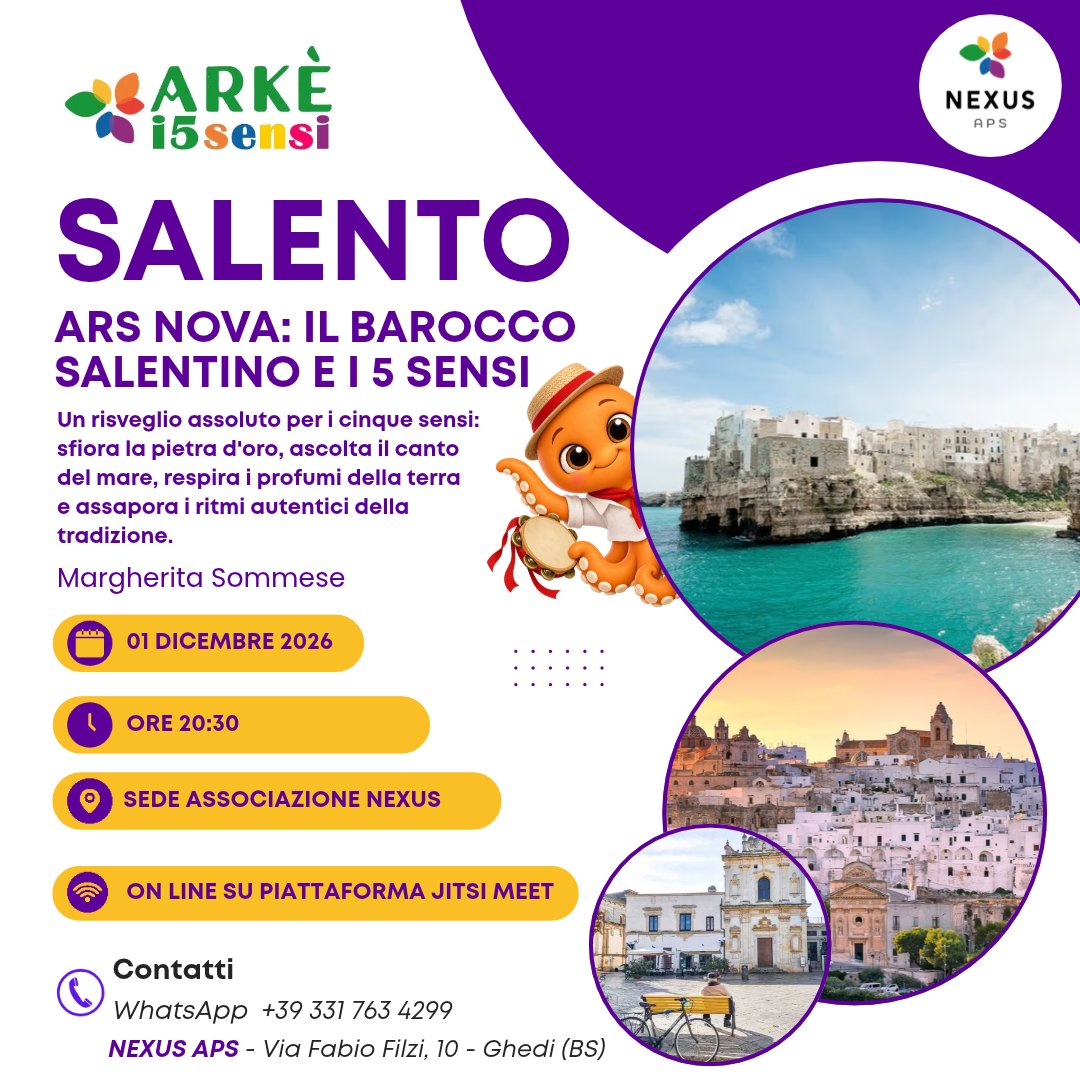 ARKÈ
i5sensi
NEXUS
APS
SALENTO
ARS NOVA: IL BAROCCO
SALENTINO E I 5 SENSI
Un risveglio assoluto per i cinque sensi:
sfiora la pietra d'oro, ascolta il canto
del mare, respira i profumi della terra
e assapora i ritmi autentici della
tradizione.
Margherita Sommese
01 DICEMBRE 2026
ORE 20:30
SEDE ASSOCIAZIONE NEXUS
ON LINE SU PIATTAFORMA JITSI MEET
Contatti
WhatsApp +39 331 763 4299
NEXUS APS - Via Fabio Filzi, 10 - Ghedi (BS)